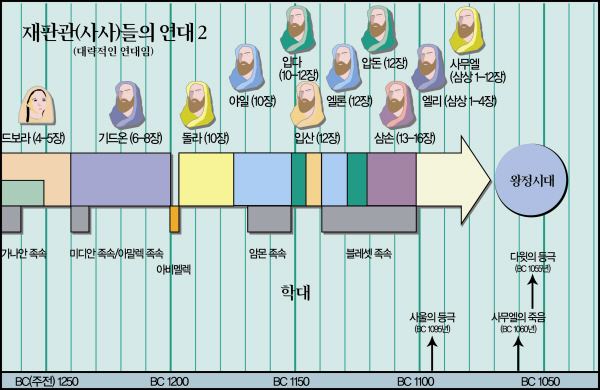 재판관(사사)들의 연대 2
(대략적인 연대임)
입다
(10–12장)
압돈 (12장)
사무엘
(삼상 1–12장)
야일 (10장)
엘론 (12장)
엘리 (삼상 1–4장)
드보라 (4–5장)
기드온 (6–8장)
돌라 (10장)
입산 (12장)
삼손 (13–16장)
왕정시대
가나안 족속
미디안 족속/아말렉 족속
아비멜렉
암몬 족속
블레셋 족속
학대
다윗의 등극
(BC 1055년)
사울의 등극
(BC 1095년)
사무엘의 죽음
(BC 1060년)
BC(주전) 1250
BC 1200
BC 1150
BC 1100
BC 1050